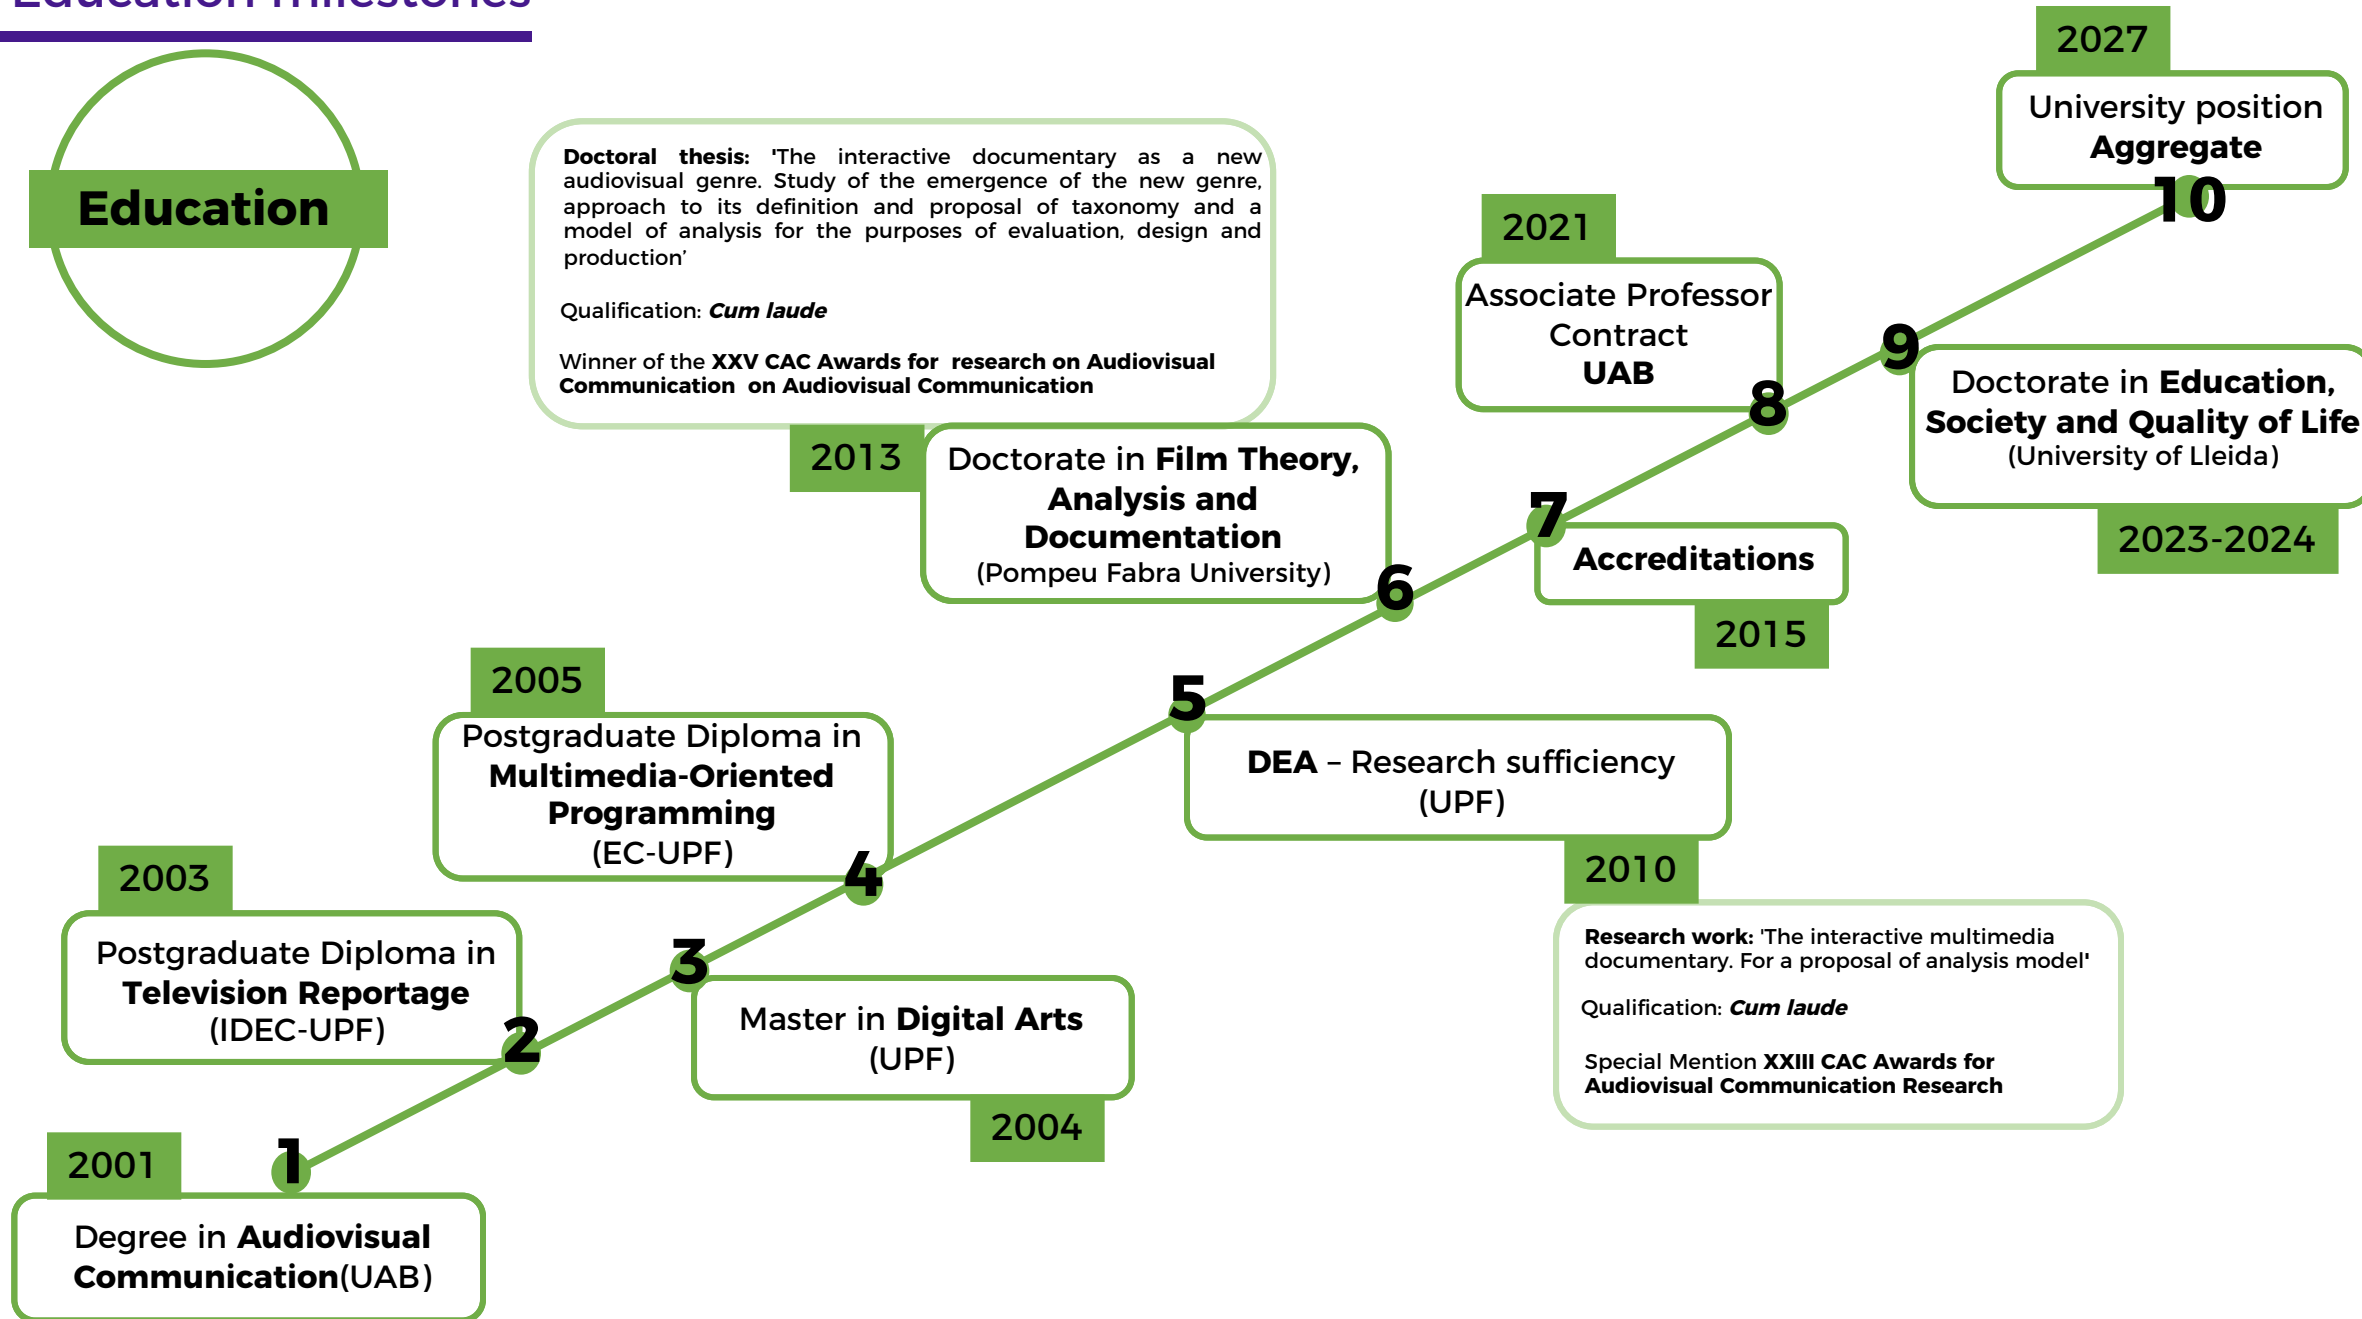 Education milestones
Education
2001
1
Degree in Audiovisual
Communication(UAB)
2003
Postgraduate Diploma in
Television Reportage
(IDEC-UPF)
2
3
Master in Digital Arts
(UPF)
2004
2005
Postgraduate Diploma in
Multimedia-Oriented
Programming
(EC-UPF)
4
5
DEA – Research sufficiency
(UPF)
2010
Research work: 'The interactive multimedia
documentary. For a proposal of analysis model'
Qualification: Cum laude
Special Mention XXIII CAC Awards for
Audiovisual Communication Research
Doctoral thesis: 'The interactive documentary as a new
audiovisual genre. Study of the emergence of the new genre,
approach to its definition and proposal of taxonomy and a
model of analysis for the purposes of evaluation, design and
production’
Qualification: Cum laude
Winner of the XXV CAC Awards for research on Audiovisual
Communication on Audiovisual Communication
2013
Doctorate in Film Theory,
Analysis and
Documentation
(Pompeu Fabra University)
6
7
Accreditations
2015
2021
Associate Professor
Contract
UAB
8
9
Doctorate in Education,
Society and Quality of Life
(University of Lleida)
2023-2024
2027
University position
Aggregate
10